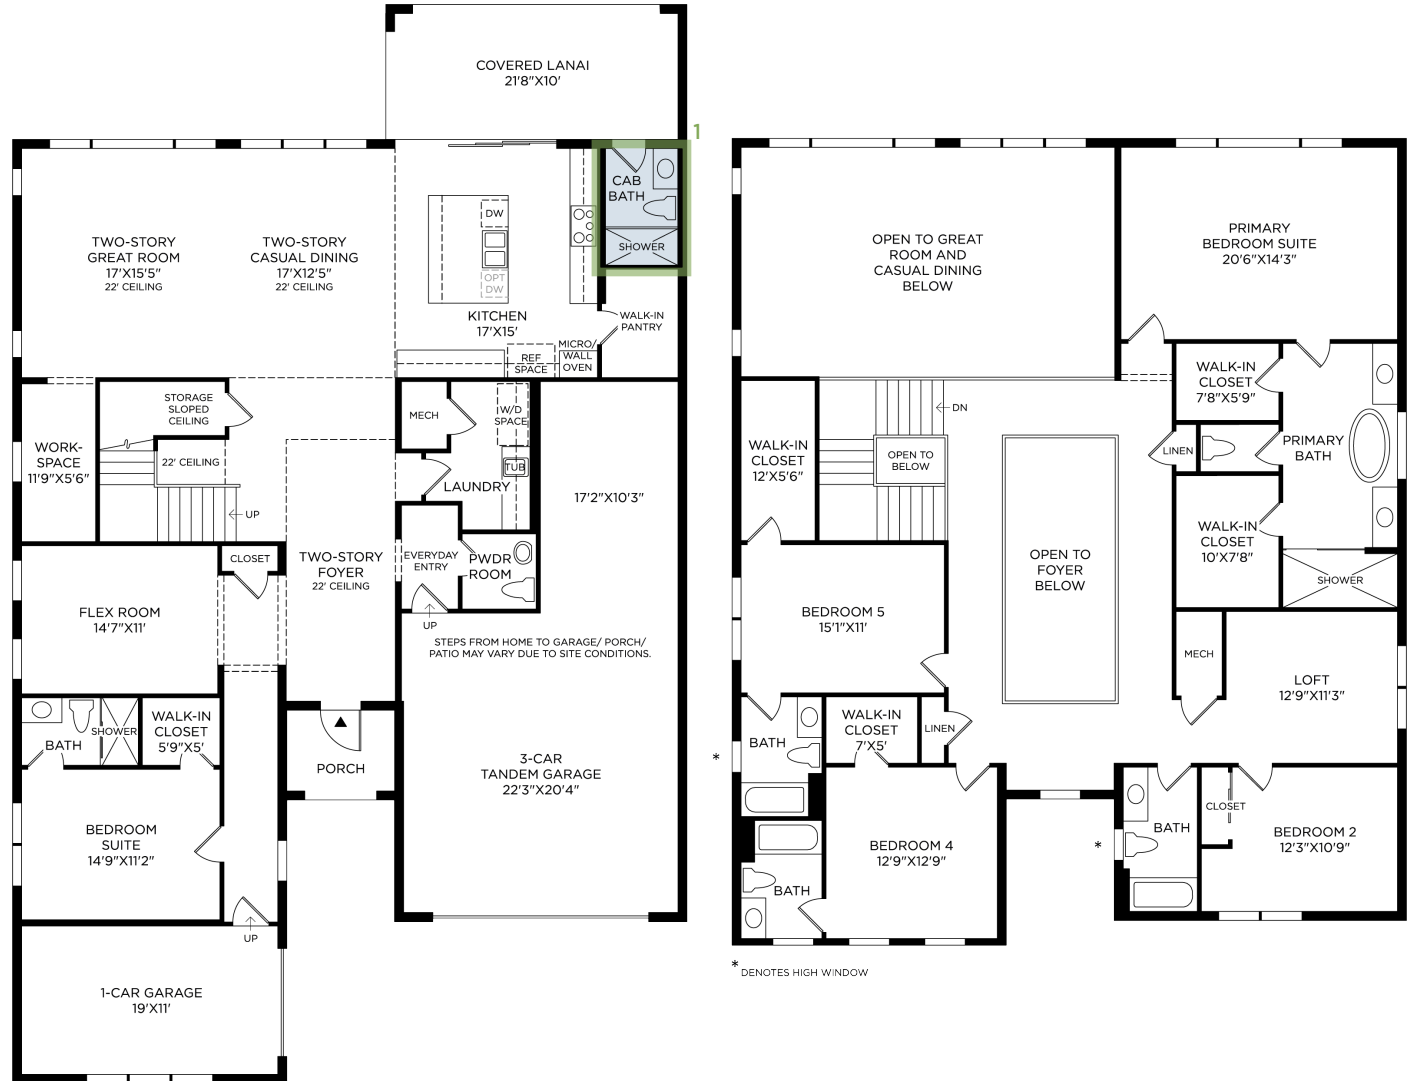 COVERED LANAI
21'8"X10'
1
CAB
BATH
SHOWER
TWO-STORY
GREAT ROOM
17'X15'5"
22' CEILING
TWO-STORY
CASUAL DINING
17'X12'5"
22' CEILING
DW
OPT
DW
KITCHEN
17'X15'
WALK-IN
PANTRY
MICRO/
WALL
OVEN
REF
SPACE
STORAGE
SLOPED
CEILING
MECH
W/D
SPACE
WORK-
SPACE
11'9"X5'6"
22' CEILING
TUB
LAUNDRY
17'2"X10'3"
UP
CLOSET
TWO-STORY
FOYER
22' CEILING
EVERYDAY
ENTRY
PWDR
ROOM
FLEX ROOM
14'7"X11'
UP
STEPS FROM HOME TO GARAGE/ PORCH/
PATIO MAY VARY DUE TO SITE CONDITIONS.
BATH
SHOWER
WALK-IN
CLOSET
5'9"X5'
PORCH
3-CAR
TANDEM GARAGE
22'3"X20'4"
BEDROOM
SUITE
14'9"X11'2"
UP
1-CAR GARAGE
19'X11'
OPEN TO GREAT
ROOM AND
CASUAL DINING
BELOW
PRIMARY
BEDROOM SUITE
20'6"X14'3"
WALK-IN
CLOSET
7'8"X5'9"
DN
WALK-IN
CLOSET
12'X5'6"
OPEN TO
BELOW
LINEN
PRIMARY
BATH
WALK-IN
CLOSET
10'X7'8"
OPEN TO
FOYER
BELOW
SHOWER
BEDROOM 5
15'1"X11'
MECH
LOFT
12'9"X11'3"
BATH
WALK-IN
CLOSET
7'X5'
LINEN
*
CLOSET
BATH
BEDROOM 2
12'3"X10'9"
*
BEDROOM 4
12'9"X12'9"
BATH
* DENOTES HIGH WINDOW